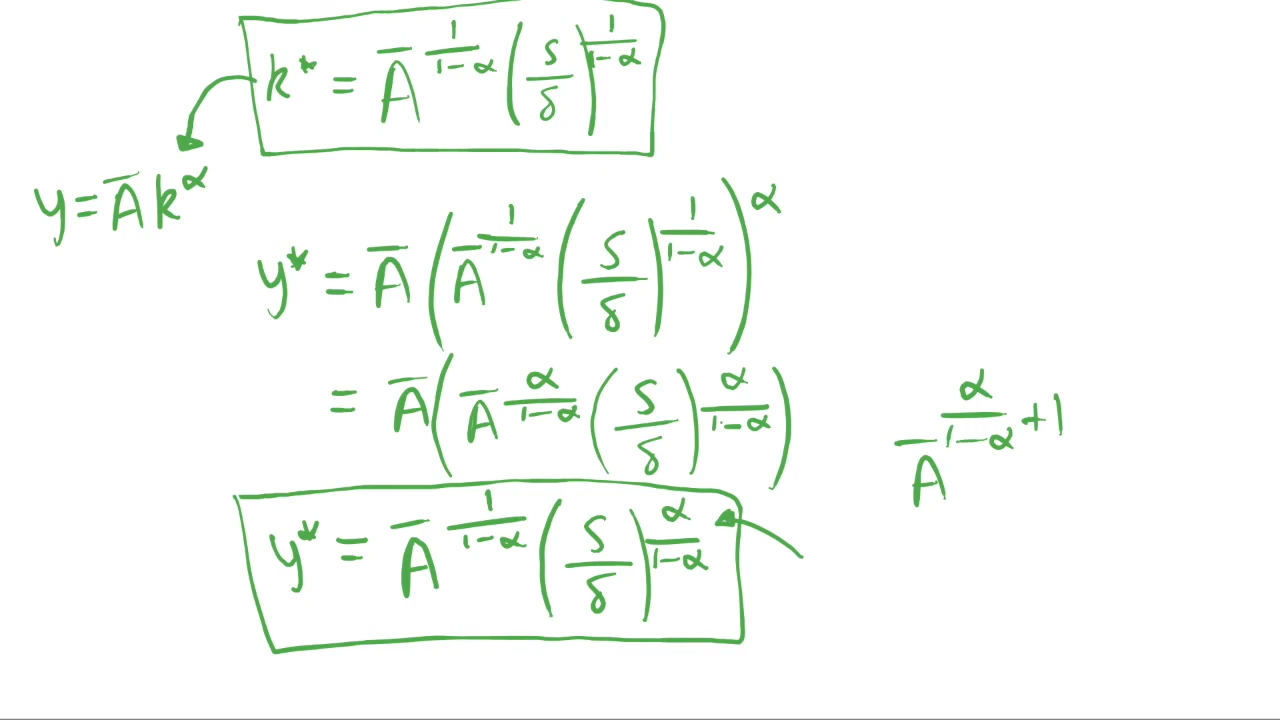 k* = Ā^(1/(1-α)) (s/δ)^(1/(1-α))
y = Āk^α
y* = Ā(Ā^(1/(1-α)) (s/δ)^(1/(1-α)))^α
= Ā(Ā^(α/(1-α)) (s/δ)^(α/(1-α)))
Ā^(α/(1-α)+1)
y* = Ā^(1/(1-α)) (s/δ)^(α/(1-α))